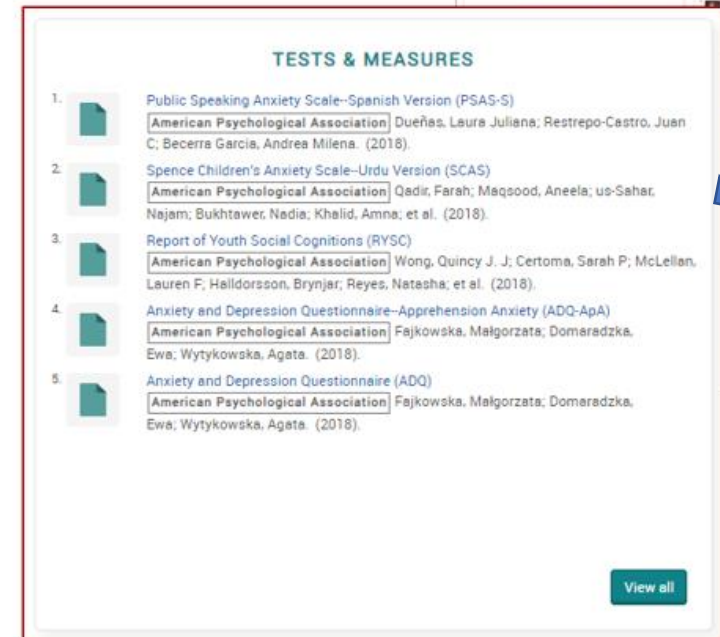 TESTS & MEASURES
1. Public Speaking Anxiety Scale--Spanish Version (PSAS-S)
American Psychological Association Dueñas, Laura Juliana; Restrepo-Castro, Juan
C; Becerra Garcia, Andrea Milena. (2018).
2. Spence Children's Anxiety Scale--Urdu Version (SCAS)
American Psychological Association Qadir, Farah; Maqsood, Aneela; us-Sahar,
Najam; Bukhtawer, Nadia; Khalid, Amna; et al. (2018).
3. Report of Youth Social Cognitions (RYSC)
American Psychological Association Wong, Quincy J. J; Certoma, Sarah P; McLellan,
Lauren F; Halldorsson, Brynjar; Reyes, Natasha; et al. (2018).
4. Anxiety and Depression Questionnaire--Apprehension Anxiety (ADQ-ApA)
American Psychological Association Fajkowska, Małgorzata; Domaradzka,
Ewa; Wytykowska, Agata. (2018).
5. Anxiety and Depression Questionnaire (ADQ)
American Psychological Association Fajkowska, Małgorzata; Domaradzka,
Ewa; Wytykowska, Agata. (2018).
View all